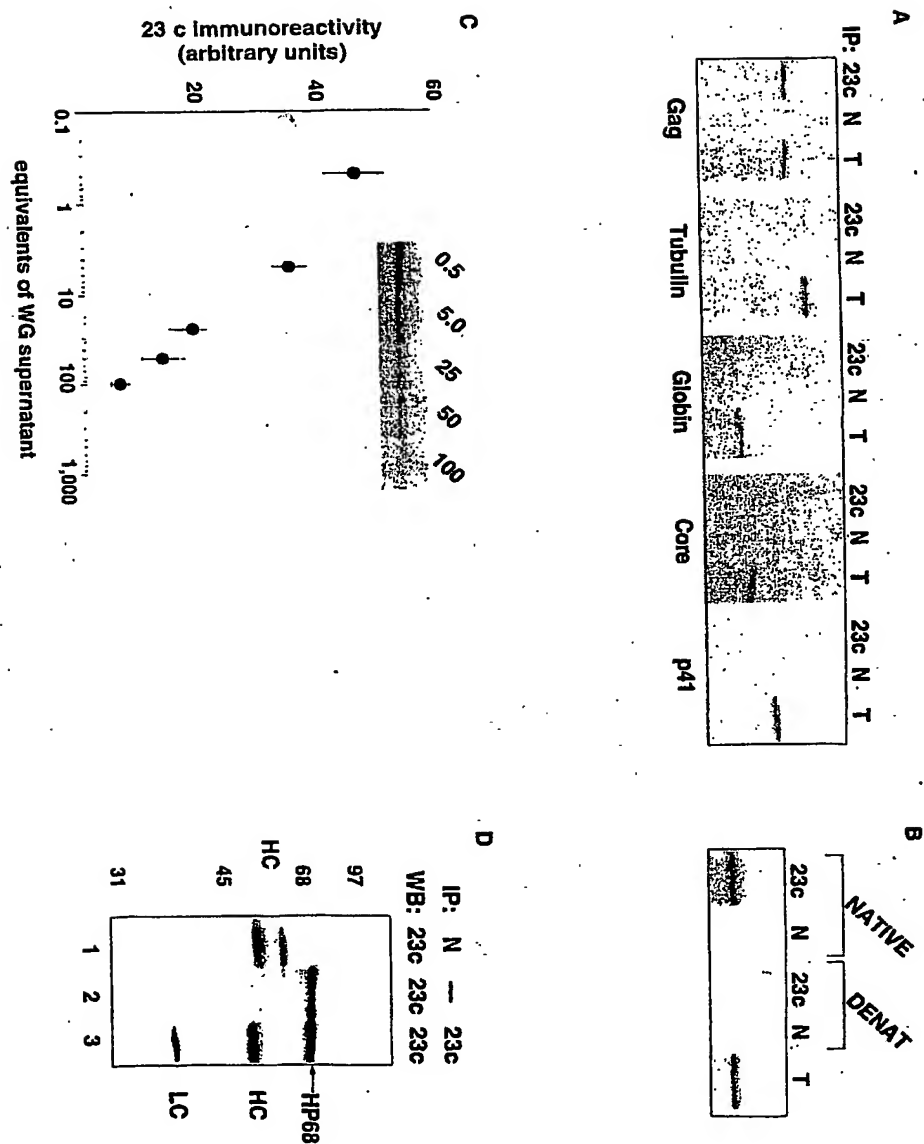 A
IP: 23c N T 23c N T 23c N T 23c N T 23c N T
Gag Tubulin Globin Core p41
B
NATIVE DENAT
23c N 23c N T
C
23 c immunoreactivity
(arbitrary units)
60
40
20
0.1 1 10 100 1,000
equivalents of WG supernatant
0.5 5.0 25 50 100
D
IP: N — 23c
WB: 23c 23c 23c
97
68
HC
45
31
HP68
HC
LC
1 2 3